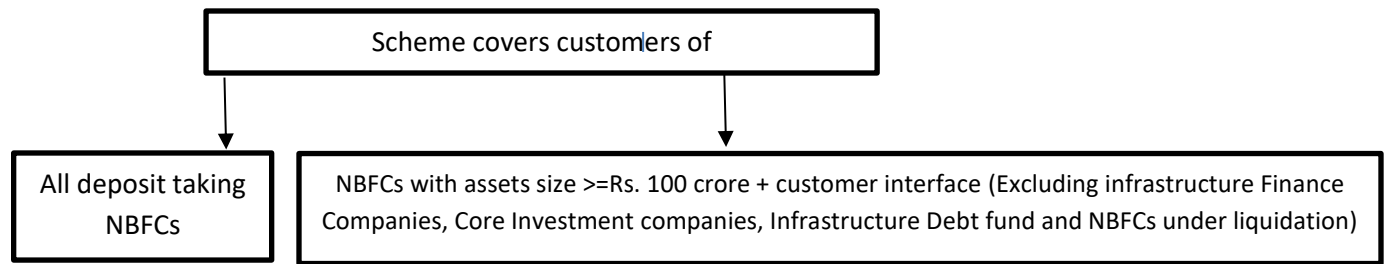 Scheme covers customers of
All deposit taking
NBFCs
NBFCs with assets size >=Rs. 100 crore + customer interface (Excluding infrastructure Finance
Companies, Core Investment companies, Infrastructure Debt fund and NBFCs under liquidation)